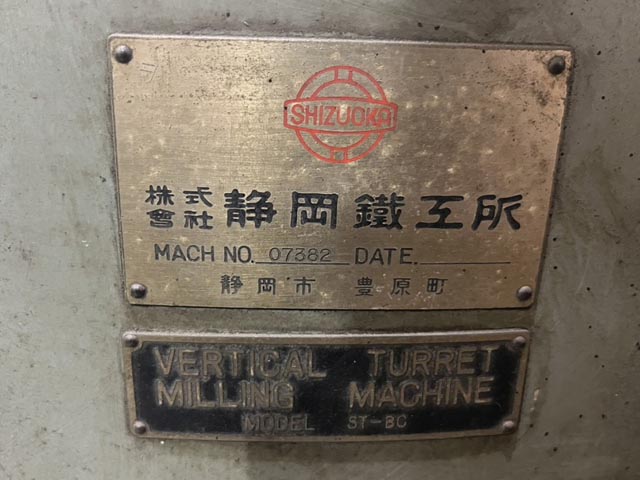 SHIZUOKA
株式
會社 静岡鐵工所
MACH NO. 07382 DATE.
静岡市 豊原町
VERTICAL TURRET
MILLING MACHINE
MODEL ST-BC